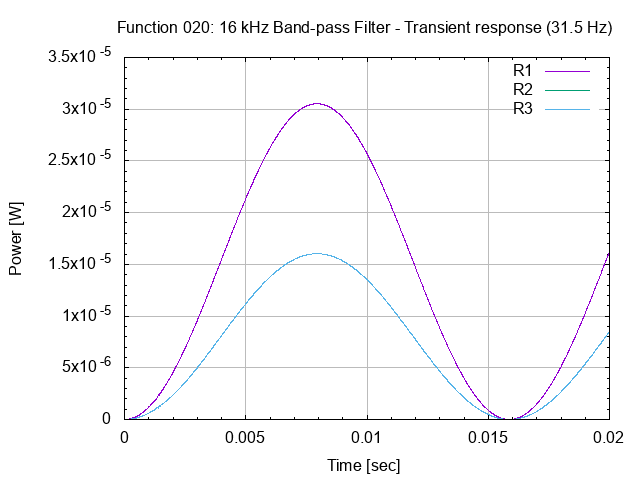 Function 020: 16 kHz Band-pass Filter - Transient response (31.5 Hz)
3.5x10-5
3x10-5
2.5x10-5
2x10-5
1.5x10-5
1x10-5
5x10-6
0
Power [W]
R1
R2
R3
0 0.005 0.01 0.015 0.02
Time [sec]